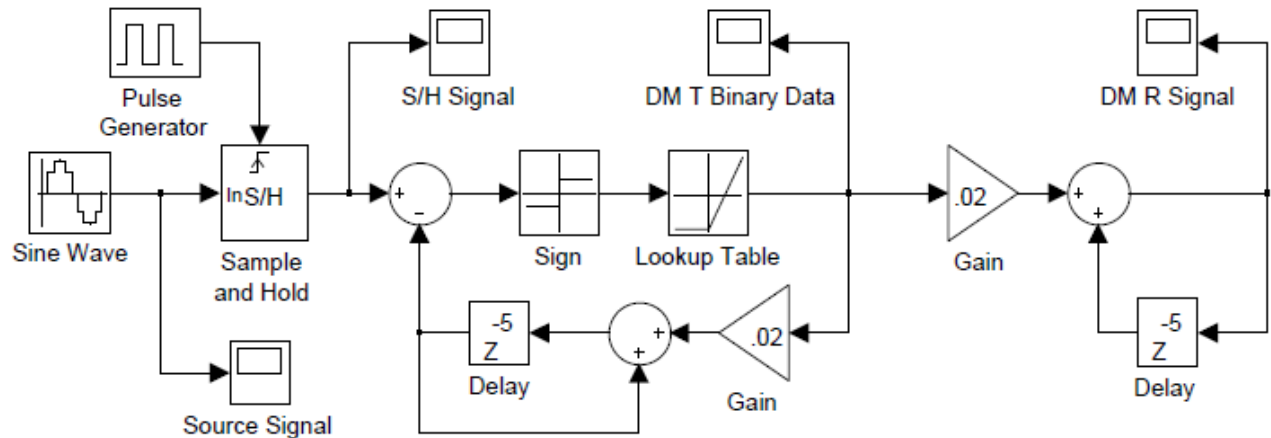 Pulse
Generator
S/H Signal
DM T Binary Data
DM R Signal
In S/H
+
−
.02
+
+
Sine Wave
Sample
and Hold
Sign
Lookup Table
Gain
-5
Z
Delay
+
+
.02
Gain
-5
Z
Delay
Source Signal